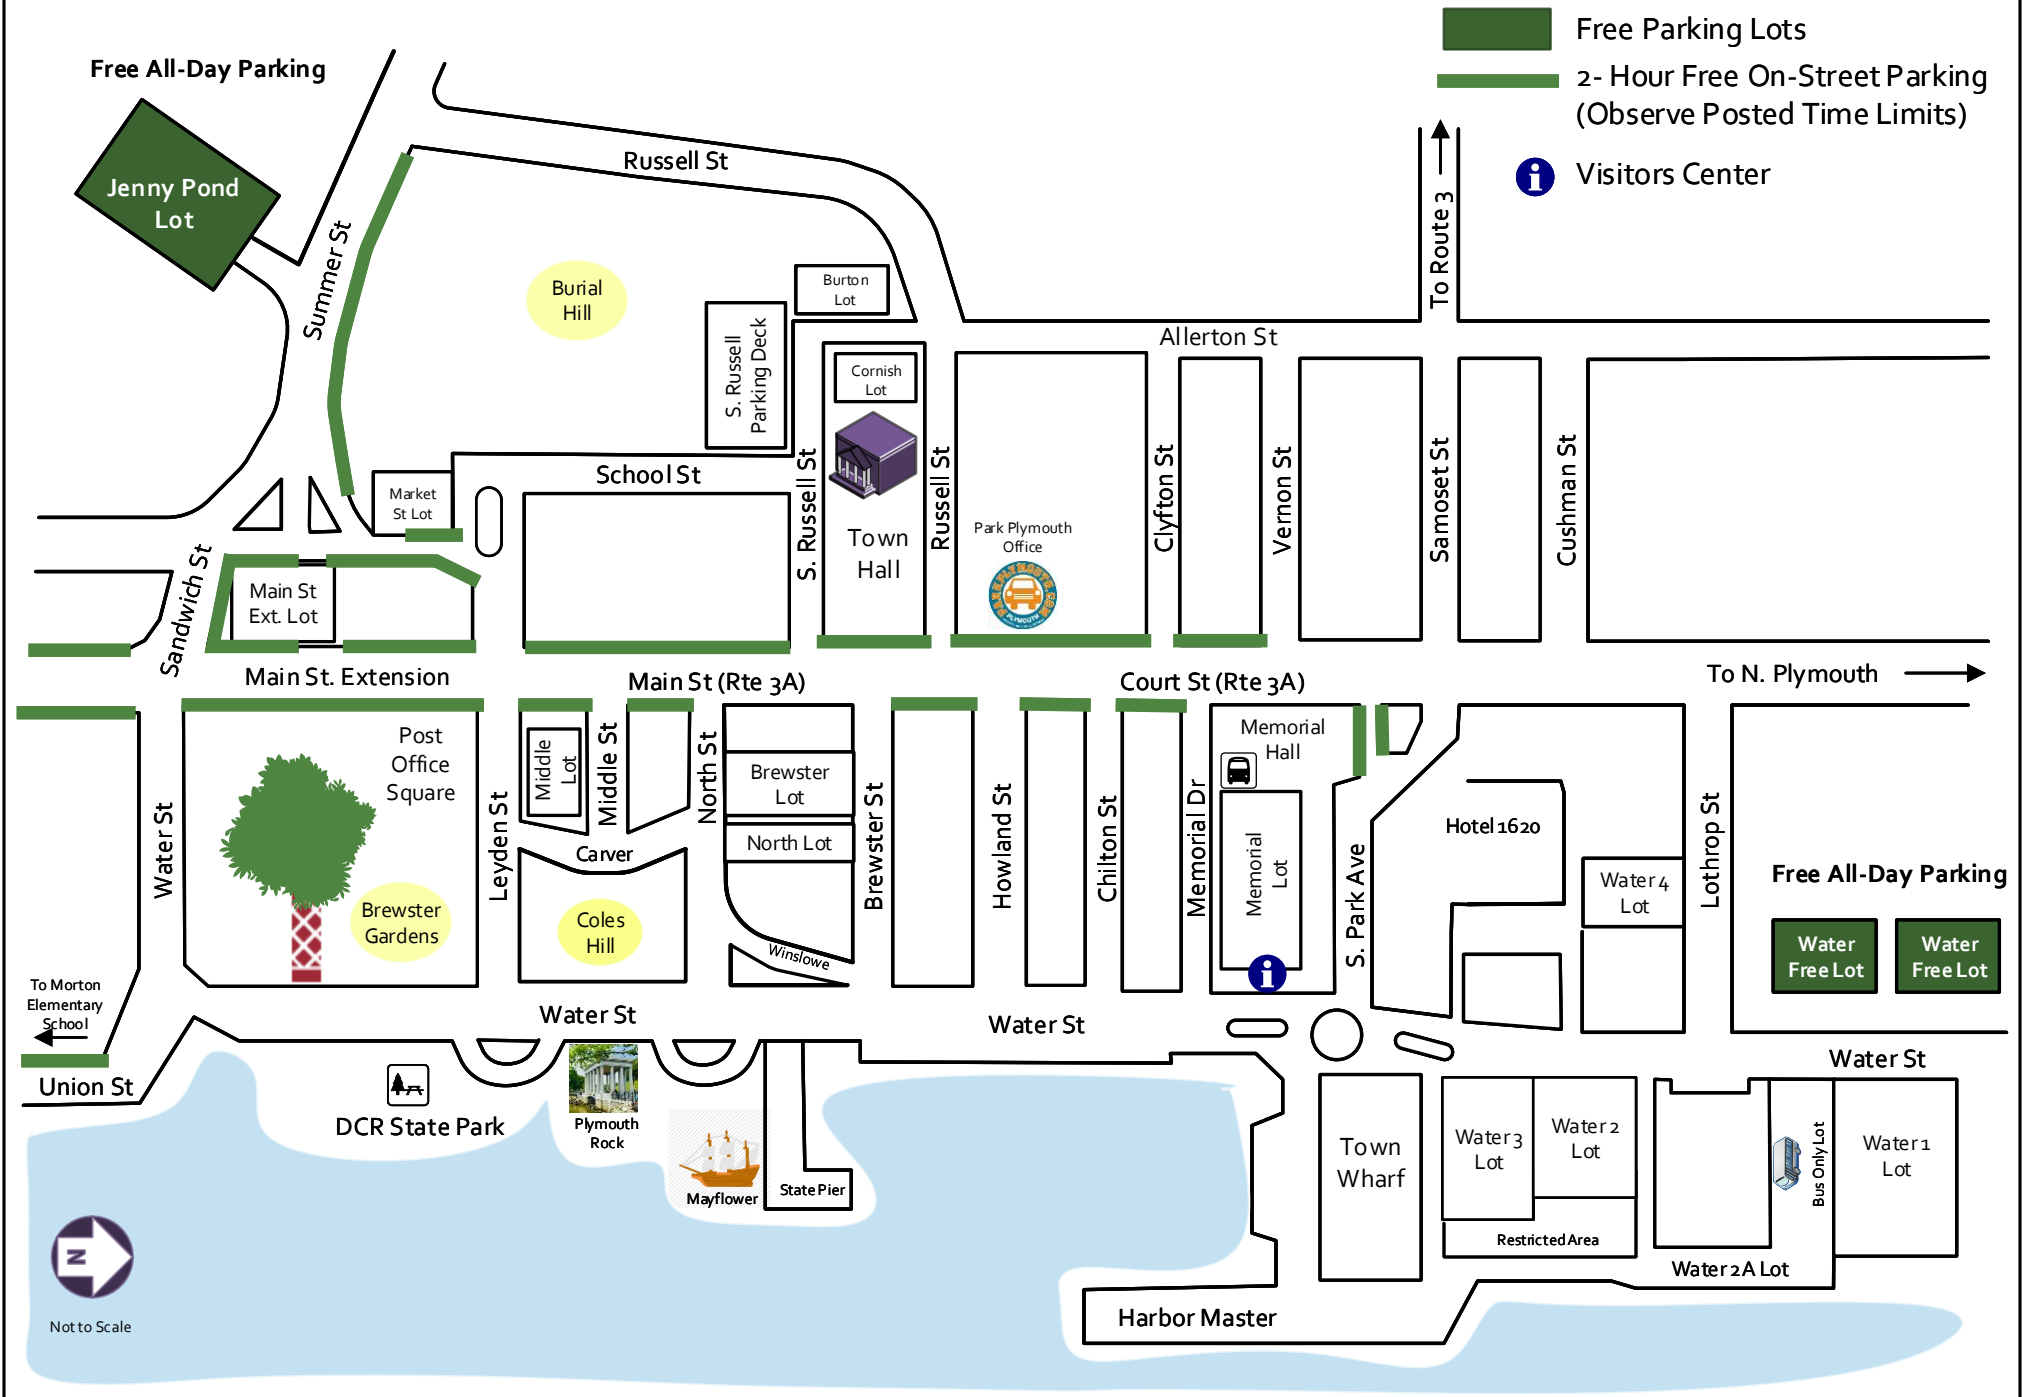 Free Parking Lots
2- Hour Free On-Street Parking
(Observe Posted Time Limits)
Visitors Center
Free All-Day Parking
Jenny Pond
Lot
Russell St
Summer St
To Route 3
Burial
Hill
Burton
Lot
S. Russell
Parking Deck
Allerton St
Cornish
Lot
School St
Market
St Lot
S. Russell St
Town
Hall
Russell St
Park Plymouth
Office
PARKPLYMOUTH.COM
PLYMOUTH
Clyfton St
Vernon St
Samoset St
Cushman St
Sandwich St
Main St
Ext. Lot
Main St. Extension
Main St (Rte 3A)
Court St (Rte 3A)
To N. Plymouth
Post
Office
Square
Middle
Lot
Middle St
North St
Brewster
Lot
North Lot
Memorial
Hall
Water St
Leyden St
Carver
Brewster St
Howland St
Chilton St
Memorial Dr
Memorial
Lot
S. Park Ave
Hotel 1620
Water 4
Lot
Lothrop St
Free All-Day Parking
Water
Free Lot
Water
Free Lot
Brewster
Gardens
Coles
Hill
Winslowe
To Morton
Elementary
School
Water St
Water St
Water St
Union St
DCR State Park
Plymouth
Rock
Mayflower
State Pier
Town
Wharf
Water 3
Lot
Water 2
Lot
Restricted Area
Bus Only Lot
Water 1
Lot
Water 2A Lot
Harbor Master
N
Not to Scale